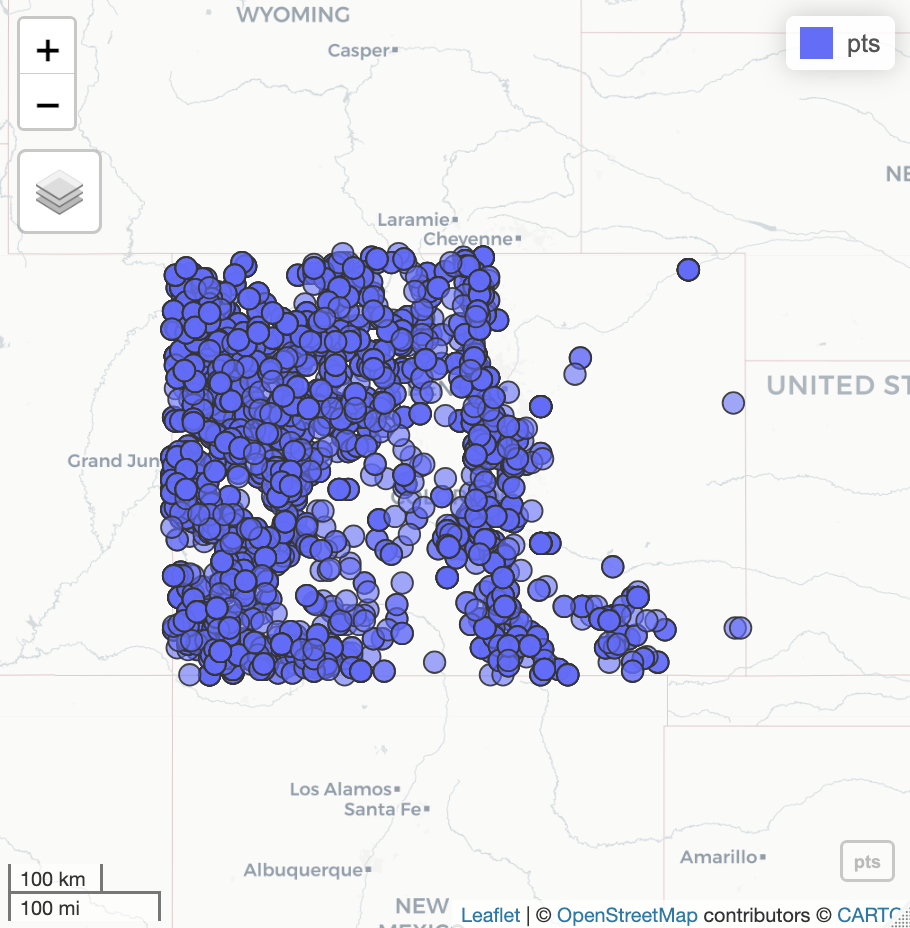 WYOMING
+
Casper
pts
−
NE
Laramie
Cheyenne
UNITED ST
Grand Jun
Los Alamos
Santa Fe
Amarillo
pts
Albuquerque
100 km
100 mi
NEW
MEXICO
Leaflet | © OpenStreetMap contributors © CARTO